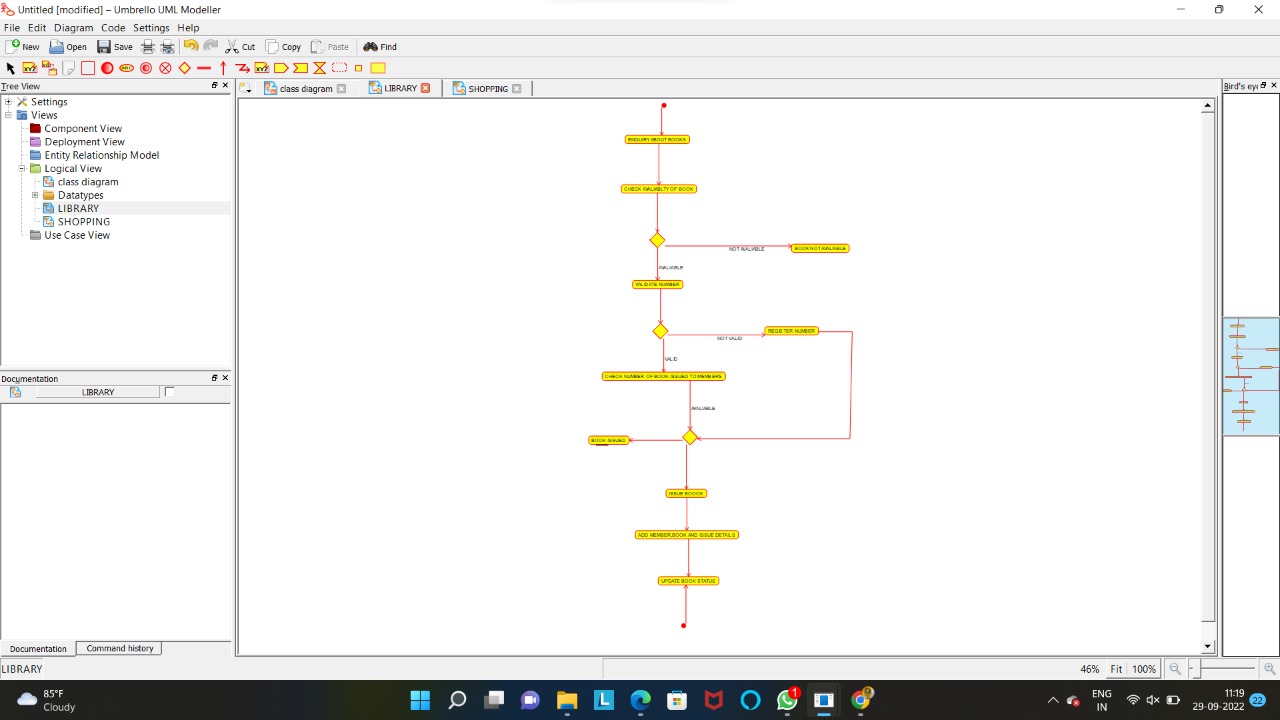 Untitled [modified] – Umbrello UML Modeller
File Edit Diagram Code Settings Help
New Open Save Cut Copy Paste Find
Tree View
Settings
Views
Component View
Deployment View
Entity Relationship Model
Logical View
class diagram
Datatypes
LIBRARY
SHOPPING
Use Case View
Documentation
LIBRARY
Documentation Command history
class diagram LIBRARY SHOPPING
ENQUIRY ABOUT BOOKS
CHECK AVALIABLTY OF BOOK
NOT AVALIABLE
BOOK NOT AVALIABLE
AVALIABLE
VALIDATE NUMBER
REGISTER NUMBER
NOT VALID
VALID
CHECK NUMBER OF BOOK ISSUED TO MEMBERS
AVALIABLE
BOOK ISSUED
ISSUE BOOOK
ADD MEMBER,BOOK AND ISSUE DETAILS
UPDATE BOOK STATUS
Bird's eye
LIBRARY
46% Fit 100%
85°F
Cloudy
1
ENG
IN
11:19
29-09-2022
22